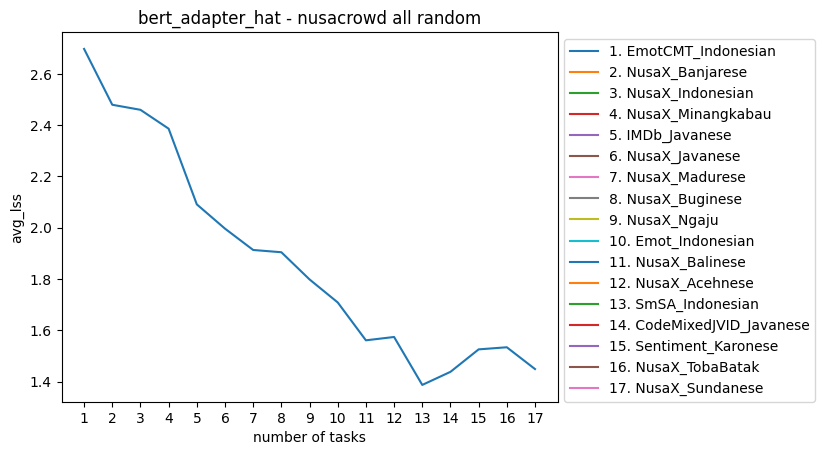 bert_adapter_hat - nusacrowd all random
avg_lss
2.6
2.4
2.2
2.0
1.8
1.6
1.4
1 2 3 4 5 6 7 8 9 10 11 12 13 14 15 16 17
number of tasks
1. EmotCMT_Indonesian
2. NusaX_Banjarese
3. NusaX_Indonesian
4. NusaX_Minangkabau
5. IMDb_Javanese
6. NusaX_Javanese
7. NusaX_Madurese
8. NusaX_Buginese
9. NusaX_Ngaju
10. Emot_Indonesian
11. NusaX_Balinese
12. NusaX_Acehnese
13. SmSA_Indonesian
14. CodeMixedJVID_Javanese
15. Sentiment_Karonese
16. NusaX_TobaBatak
17. NusaX_Sundanese